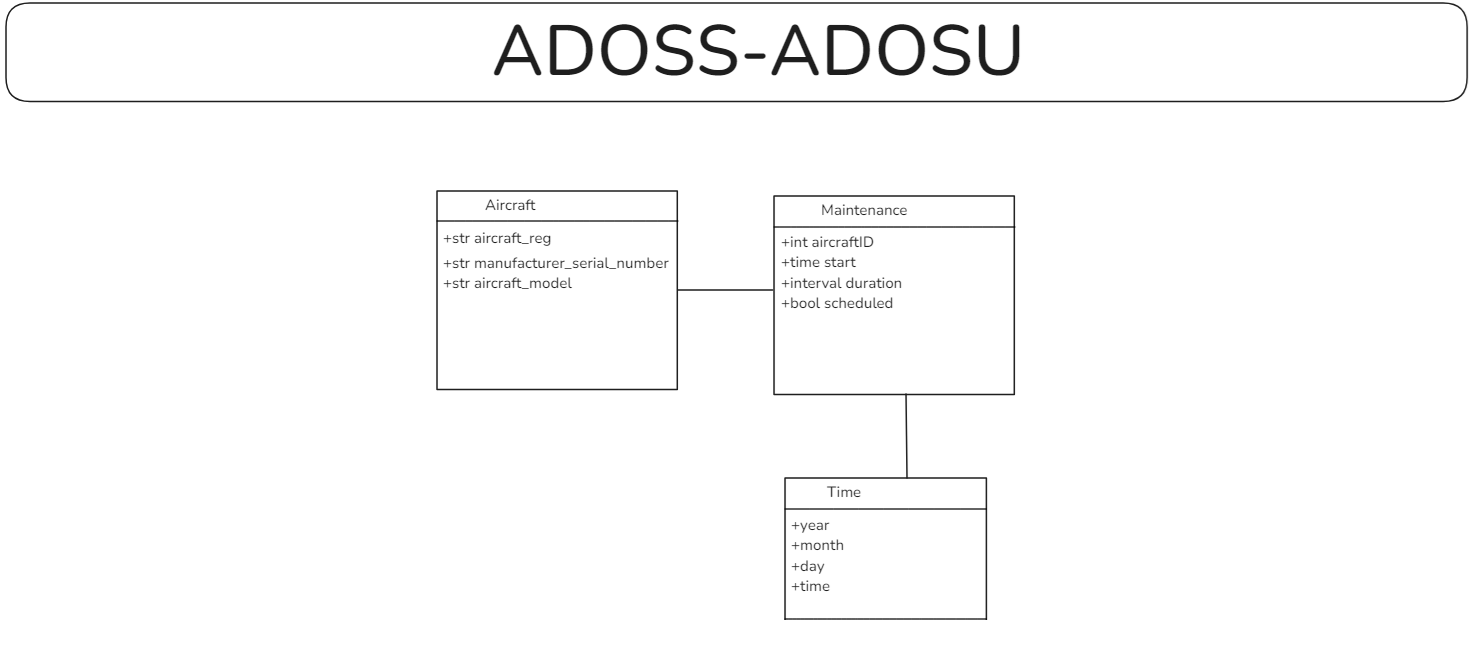 ADOSS-ADOSU
Aircraft
+str aircraft_reg
+str manufacturer_serial_number
+str aircraft_model
Maintenance
+int aircraftID
+time start
+interval duration
+bool scheduled
Time
+year
+month
+day
+time